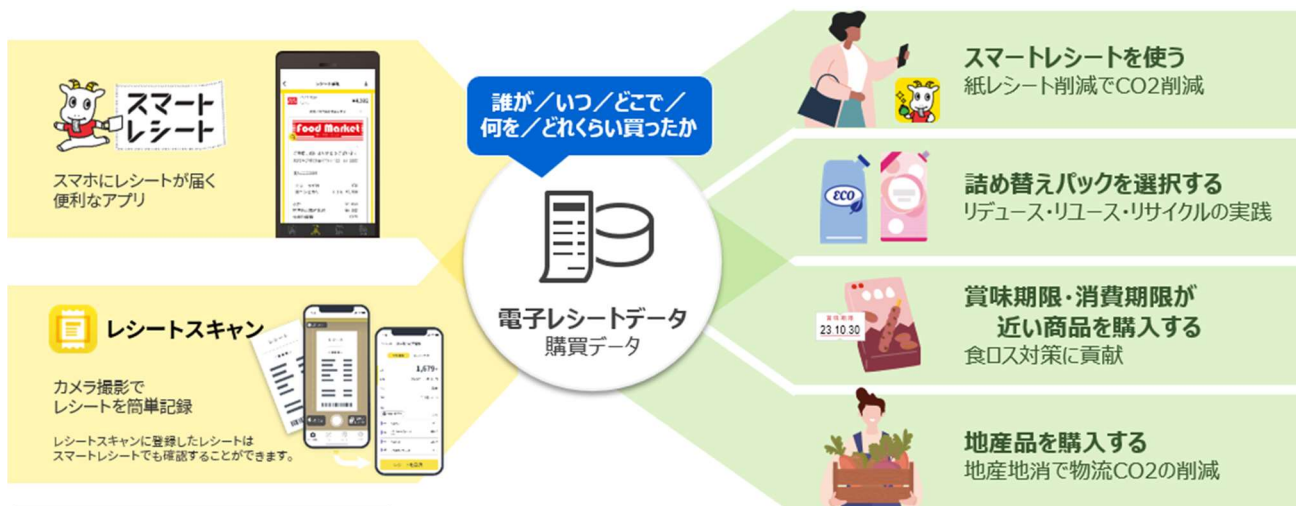 スマート
レシート
スマホにレシートが届く
便利なアプリ
Food Market
レシートスキャン
カメラ撮影で
レシートを簡単記録
レシートスキャンに登録したレシートは
スマートレシートでも確認することができます。
1,679
誰が／いつ／どこで／
何を／どれくらい買ったか
電子レシートデータ
購買データ
スマートレシートを使う
紙レシート削減でCO2削減
ECO
詰め替えパックを選択する
リデュース・リユース・リサイクルの実践
賞味期限
23.10.30
賞味期限・消費期限が
近い商品を購入する
食ロス対策に貢献
地産品を購入する
地産地消で物流CO2の削減